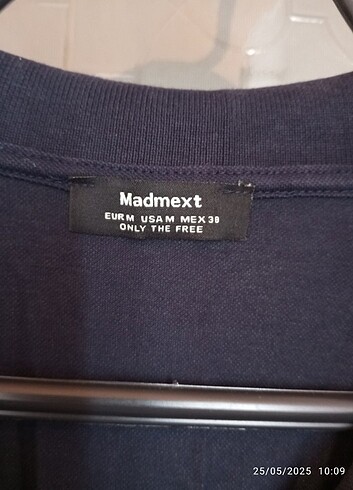 Madmext
EUR M USA M MEX 38
ONLY THE FREE
25/05/2025 10:09